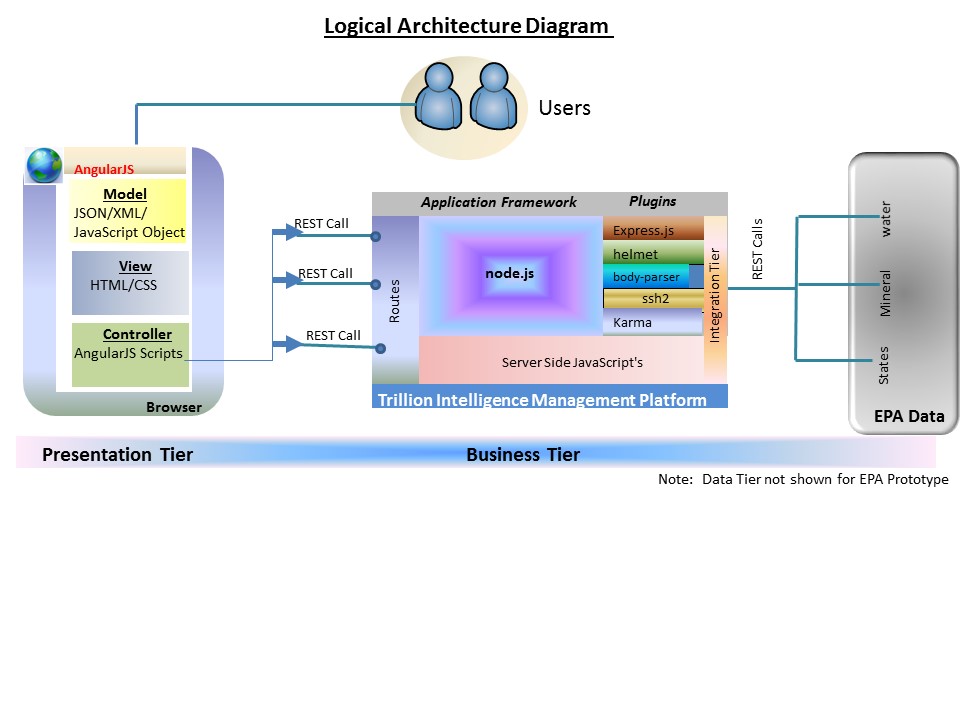 Logical Architecture Diagram
Users
AngularJS
Model
JSON/XML/
JavaScript Object
View
HTML/CSS
Controller
AngularJS Scripts
Browser
REST Call
REST Call
REST Call
Application Framework
Plugins
Routes
node.js
Express.js
helmet
body-parser
ssh2
Karma
Integration Tier
Server Side JavaScript's
Trillion Intelligence Management Platform
REST Calls
water
Mineral
States
EPA Data
Presentation Tier
Business Tier
Note: Data Tier not shown for EPA Prototype